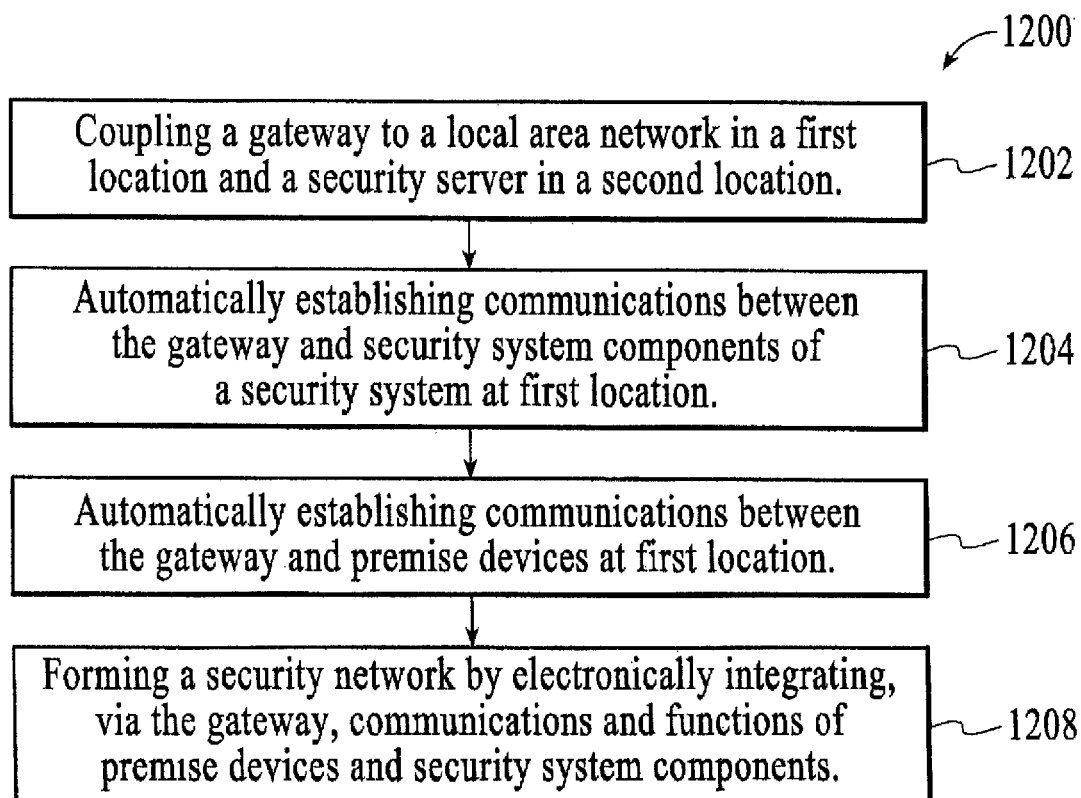 1200
Coupling a gateway to a local area network in a first
location and a security server in a second location.
1202
Automatically establishing communications between
the gateway and security system components of
a security system at first location.
1204
Automatically establishing communications between
the gateway and premise devices at first location.
1206
Forming a security network by electronically integrating,
via the gateway, communications and functions of
premise devices and security system components.
1208